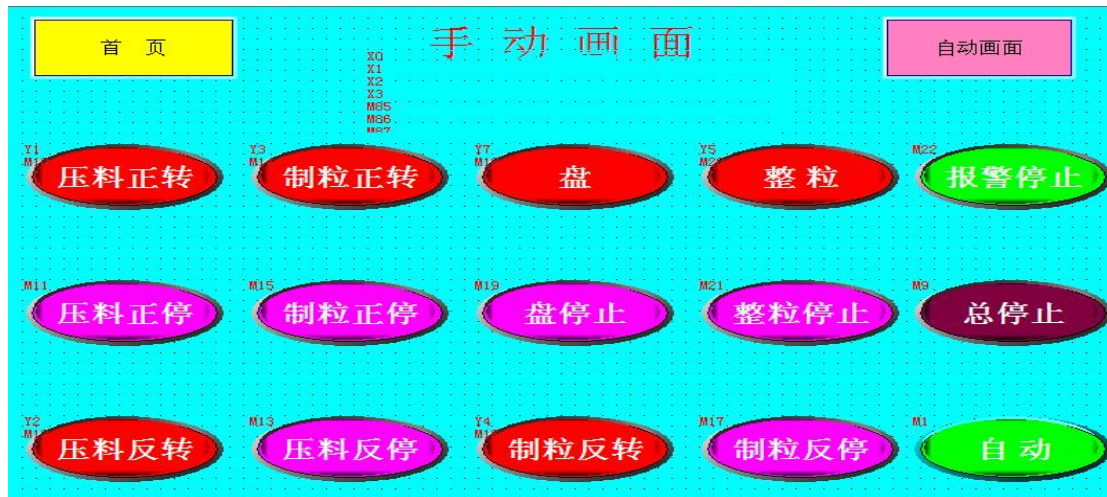 首 页
手 动 画 面
自动画面
X0
X1
X2
X3
M85
M86
M87
Y1
压料正转
Y3
制粒正转
Y7
盘
Y5
整 粒
M22
报警停止
M11
压料正停
M15
制粒正停
M19
盘停止
M21
整粒停止
M9
总停止
Y2
压料反转
M13
压料反停
Y4
制粒反转
M17
制粒反停
M1
自 动